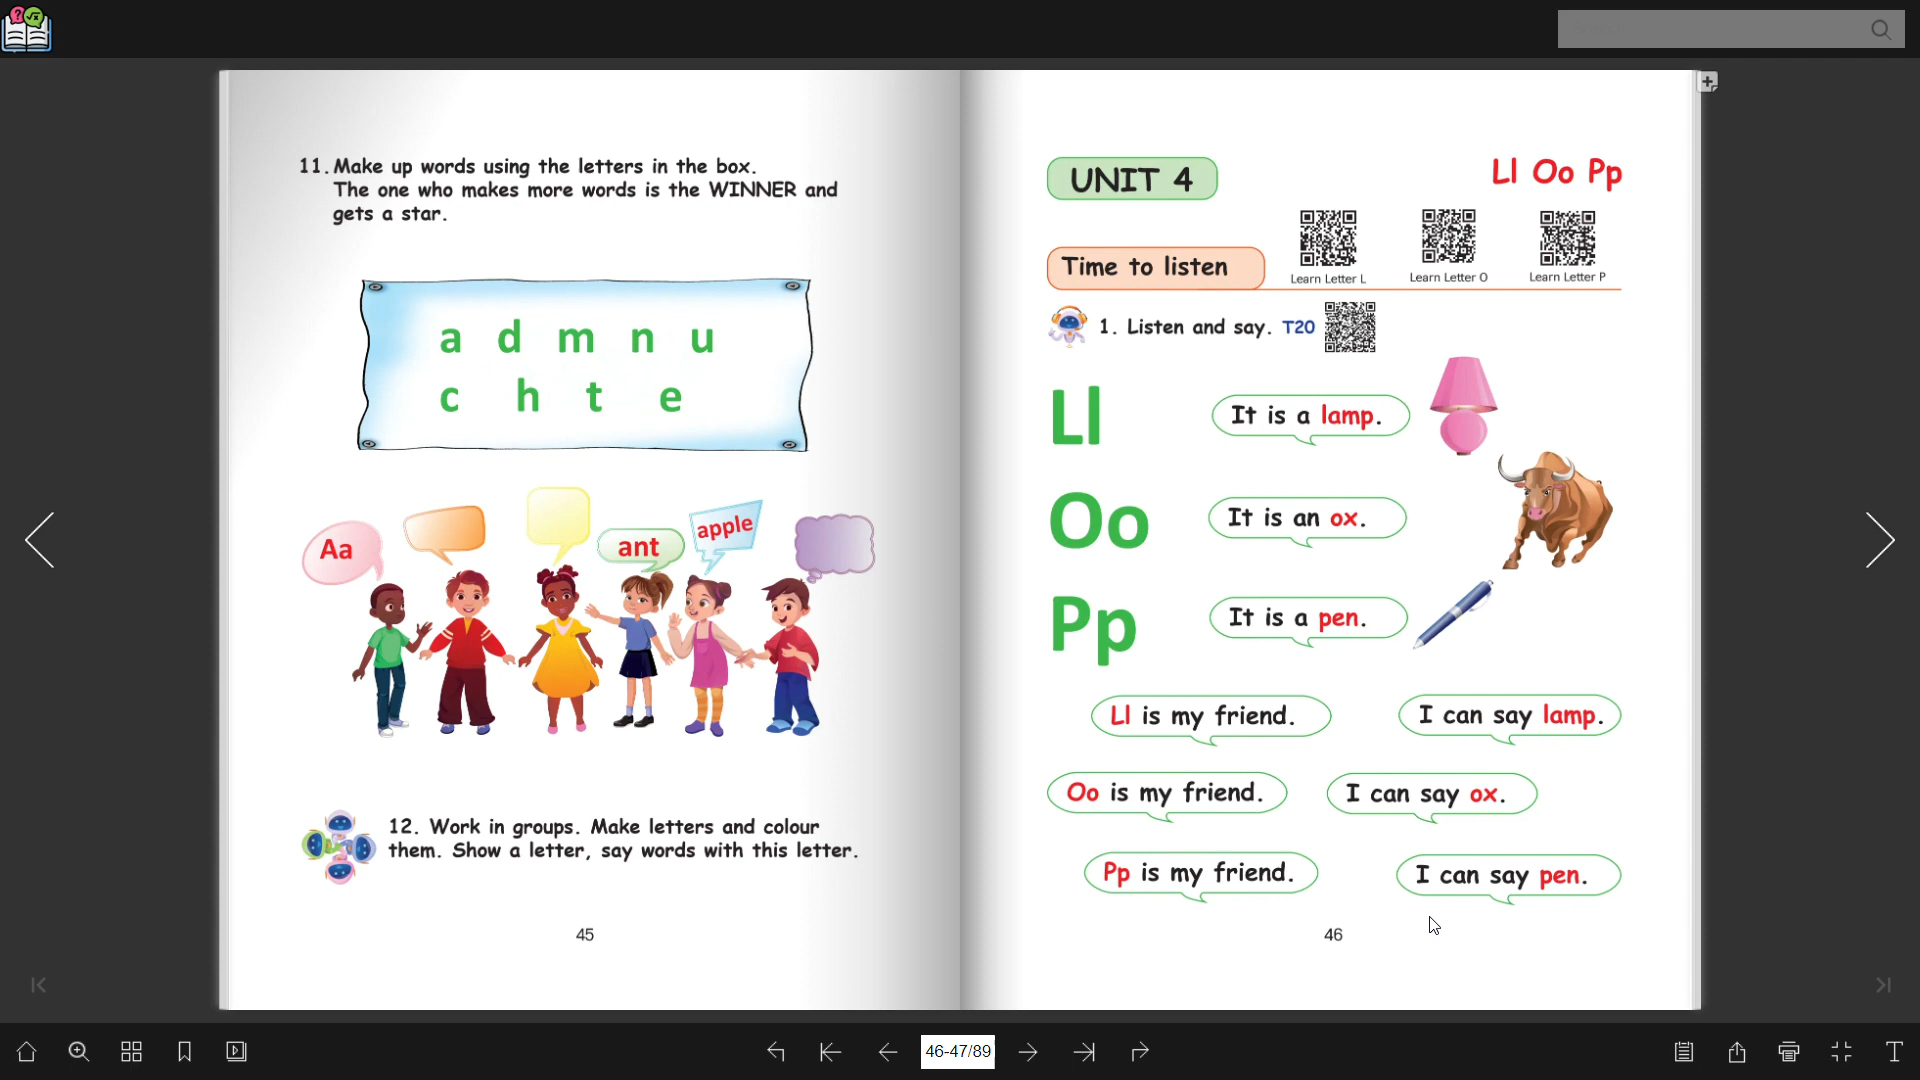 11. Make up words using the letters in the box.
The one who makes more words is the WINNER and
gets a star.
a d m n u
c h t e
Aa
ant
apple
12. Work in groups. Make letters and colour
them. Show a letter, say words with this letter.
45
UNIT 4
Ll Oo Pp
Learn Letter L
Learn Letter O
Learn Letter P
Time to listen
1. Listen and say. T20
Ll
It is a lamp.
Oo
It is an ox.
Pp
It is a pen.
Ll is my friend.
I can say lamp.
Oo is my friend.
I can say ox.
Pp is my friend.
I can say pen.
46
46-47/89